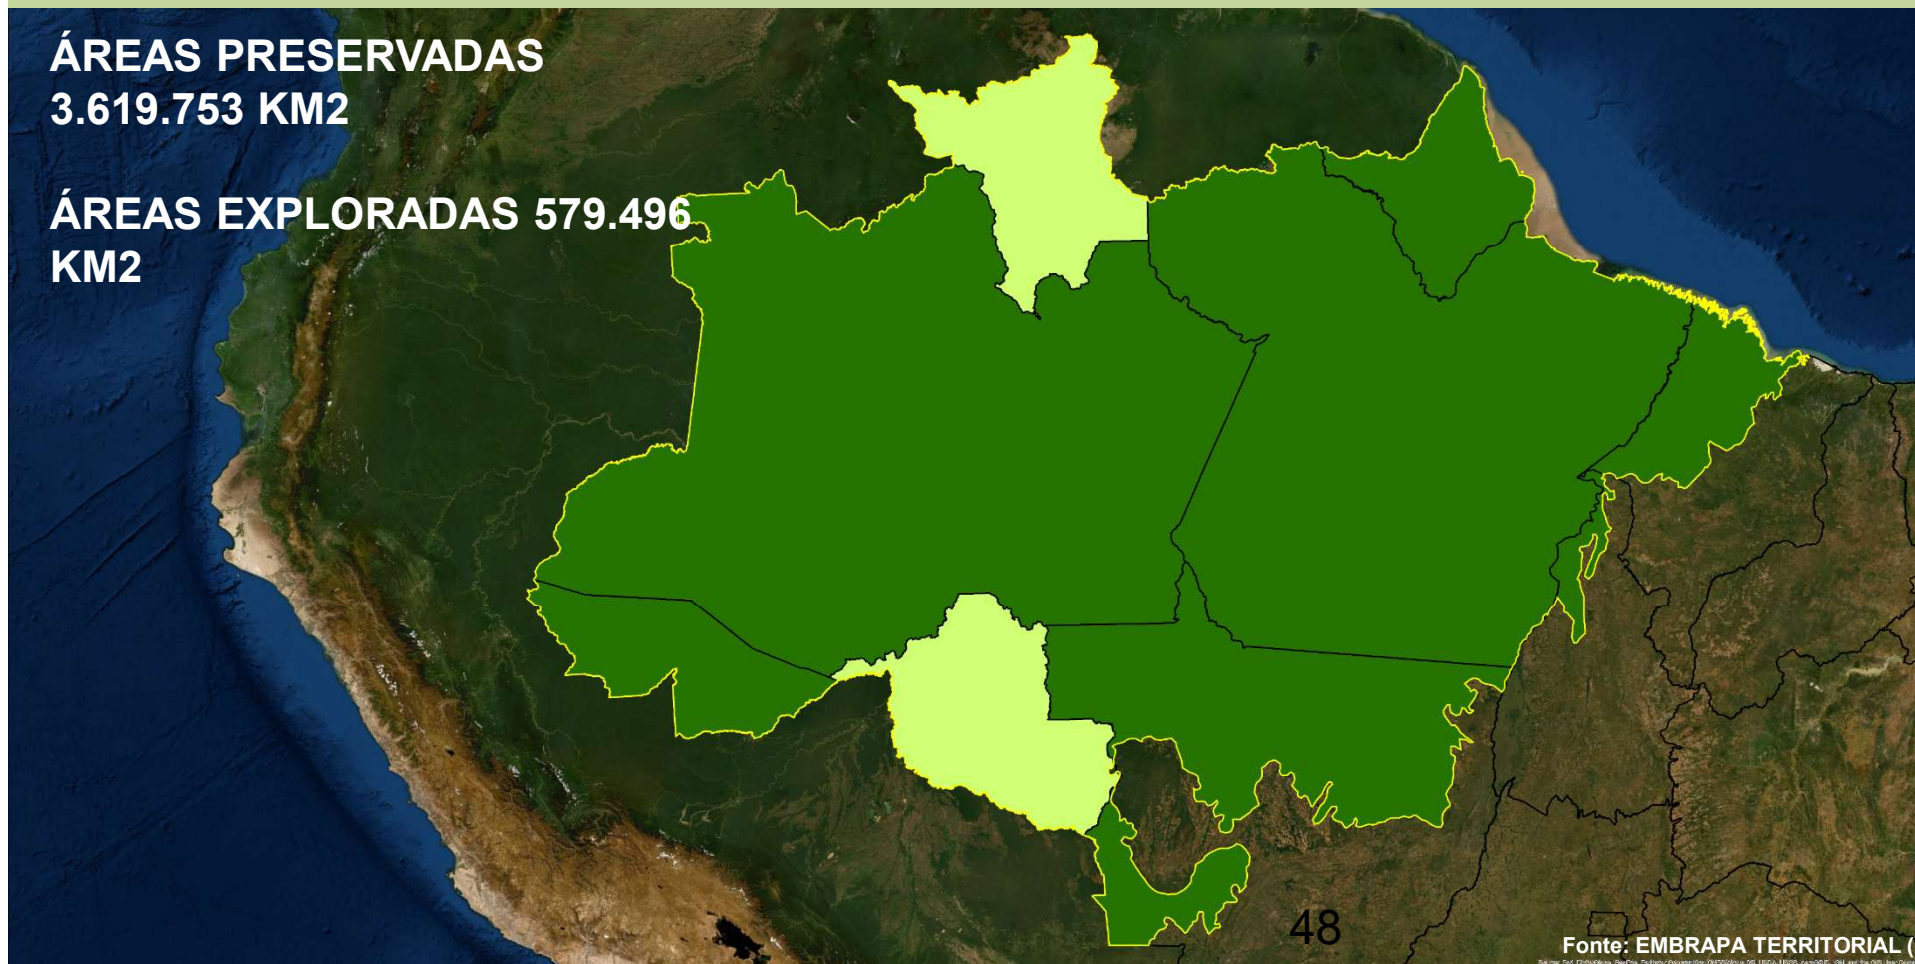 ÁREAS PRESERVADAS
3.619.753 KM2
ÁREAS EXPLORADAS 579.496
KM2
48
Fonte: EMBRAPA TERRITORIAL (